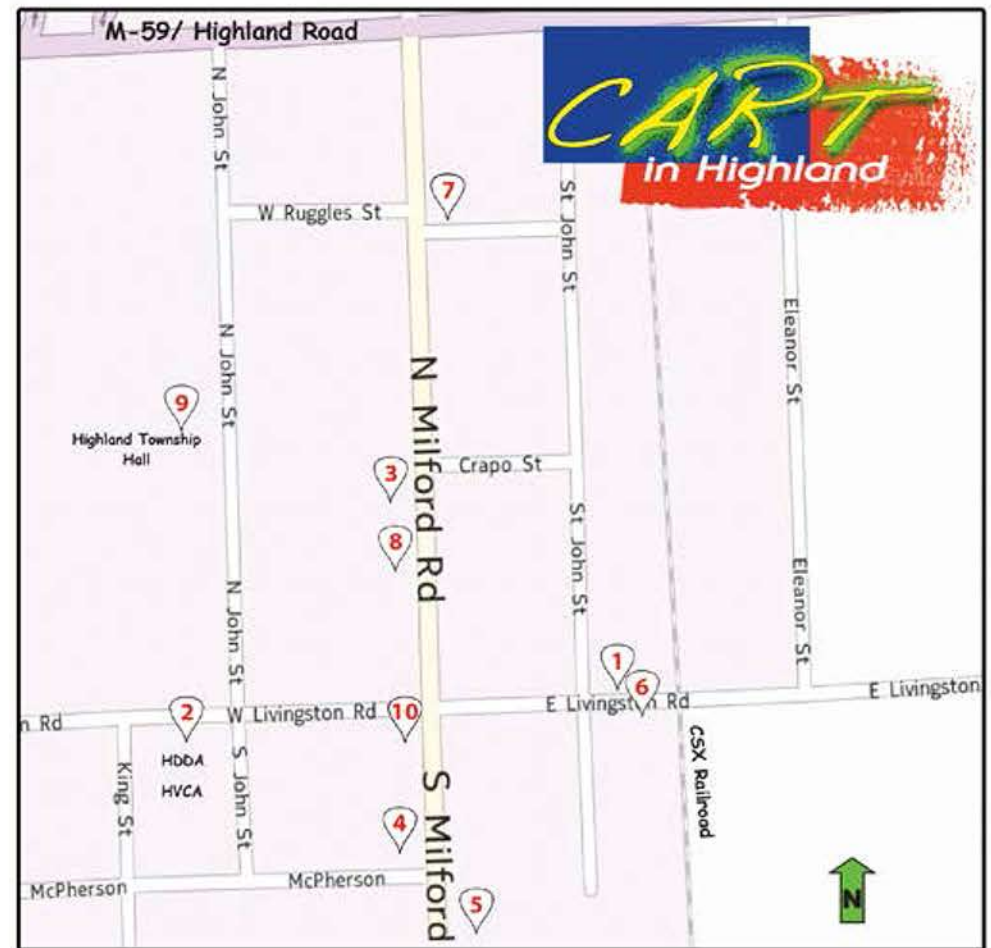 M-59/ Highland Road
CART
in Highland
N John St
W Ruggles St
7
St John St
N John St
N Milford Rd
Eleanor St
9
Highland Township
Hall
3
Crapo St
8
St John St
Eleanor St
N John St
1
6
2
W Livingston Rd
10
E Livingston Rd
E Livingston
n Rd
HDDA
HVCA
King St
S John St
S Milford
CSX Railroad
4
McPherson
McPherson
5
N